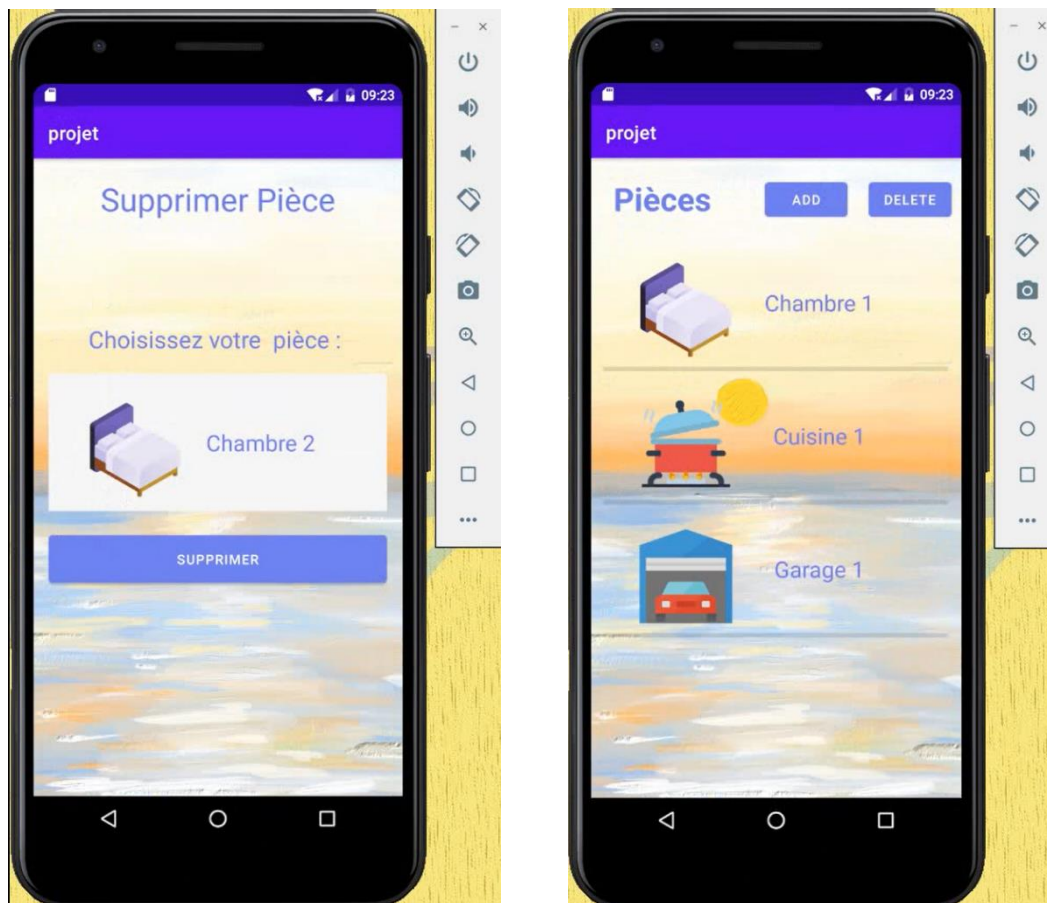 09:23
projet
Supprimer Pièce
Choisissez votre pièce :
Chambre 2
SUPPRIMER
09:23
projet
Pièces
ADD
DELETE
Chambre 1
Cuisine 1
Garage 1